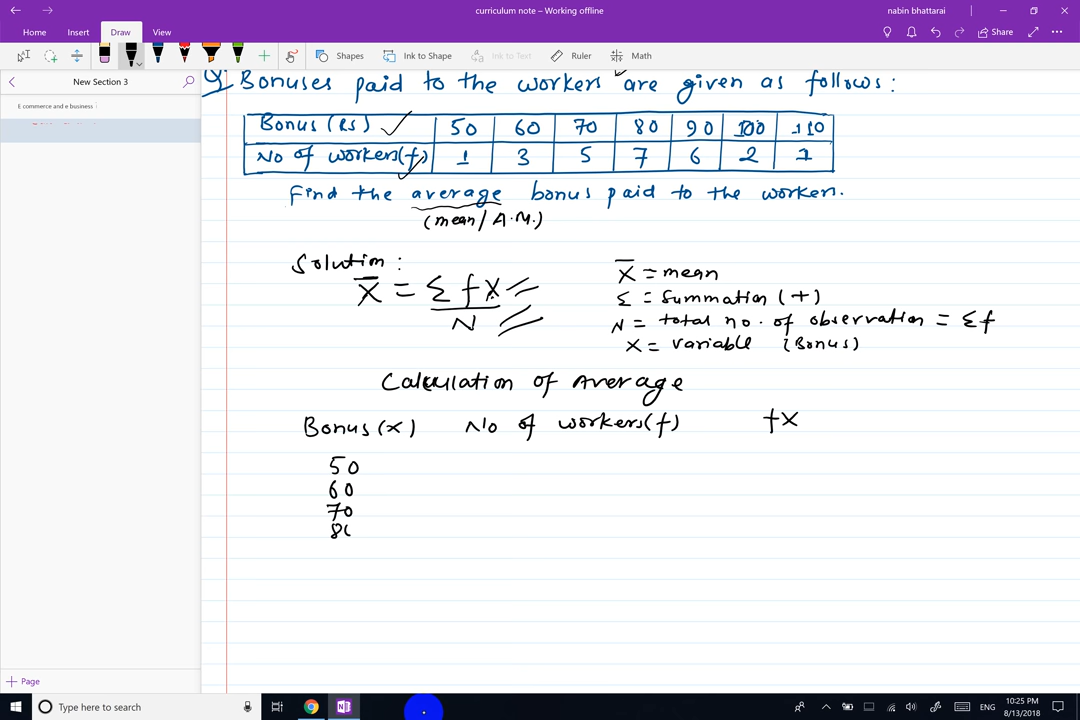 curriculum note – Working offline
nabin bhattarai
Home Insert Draw View
Share
Shapes Ink to Shape Ink to Text Ruler Math
New Section 3
E commerce and e business
Q. Bonuses paid to the workers are given as follows:
Bonus (RS) 50 60 70 80 90 100 110
No of workers(f) 1 3 5 7 6 2 1
Find the average bonus paid to the workers.
(mean/A.M.)
Solution:
X̅ = Σ fX / N
X̅ = mean
Σ = Summation (+)
N = total no. of observation = Σf
X = variable (Bonus)
Calculation of Average
Bonus (x) No of workers(f) fX
50
60
70
8
Page
Type here to search
ENG
10:25 PM
8/13/2018